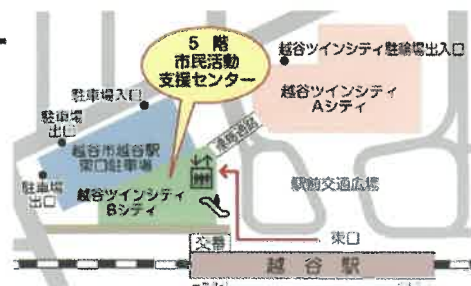 5 階
市民活動
支援センター
越谷ツインシティ駐輪場出入口
越谷ツインシティ
Aシティ
駐車場入口
駐車場
出口
越谷市越谷駅
東口駐車場
連絡通路
駐車場
出口
越谷ツインシティ
Bシティ
駅前交通広場
交番
東口
越谷駅